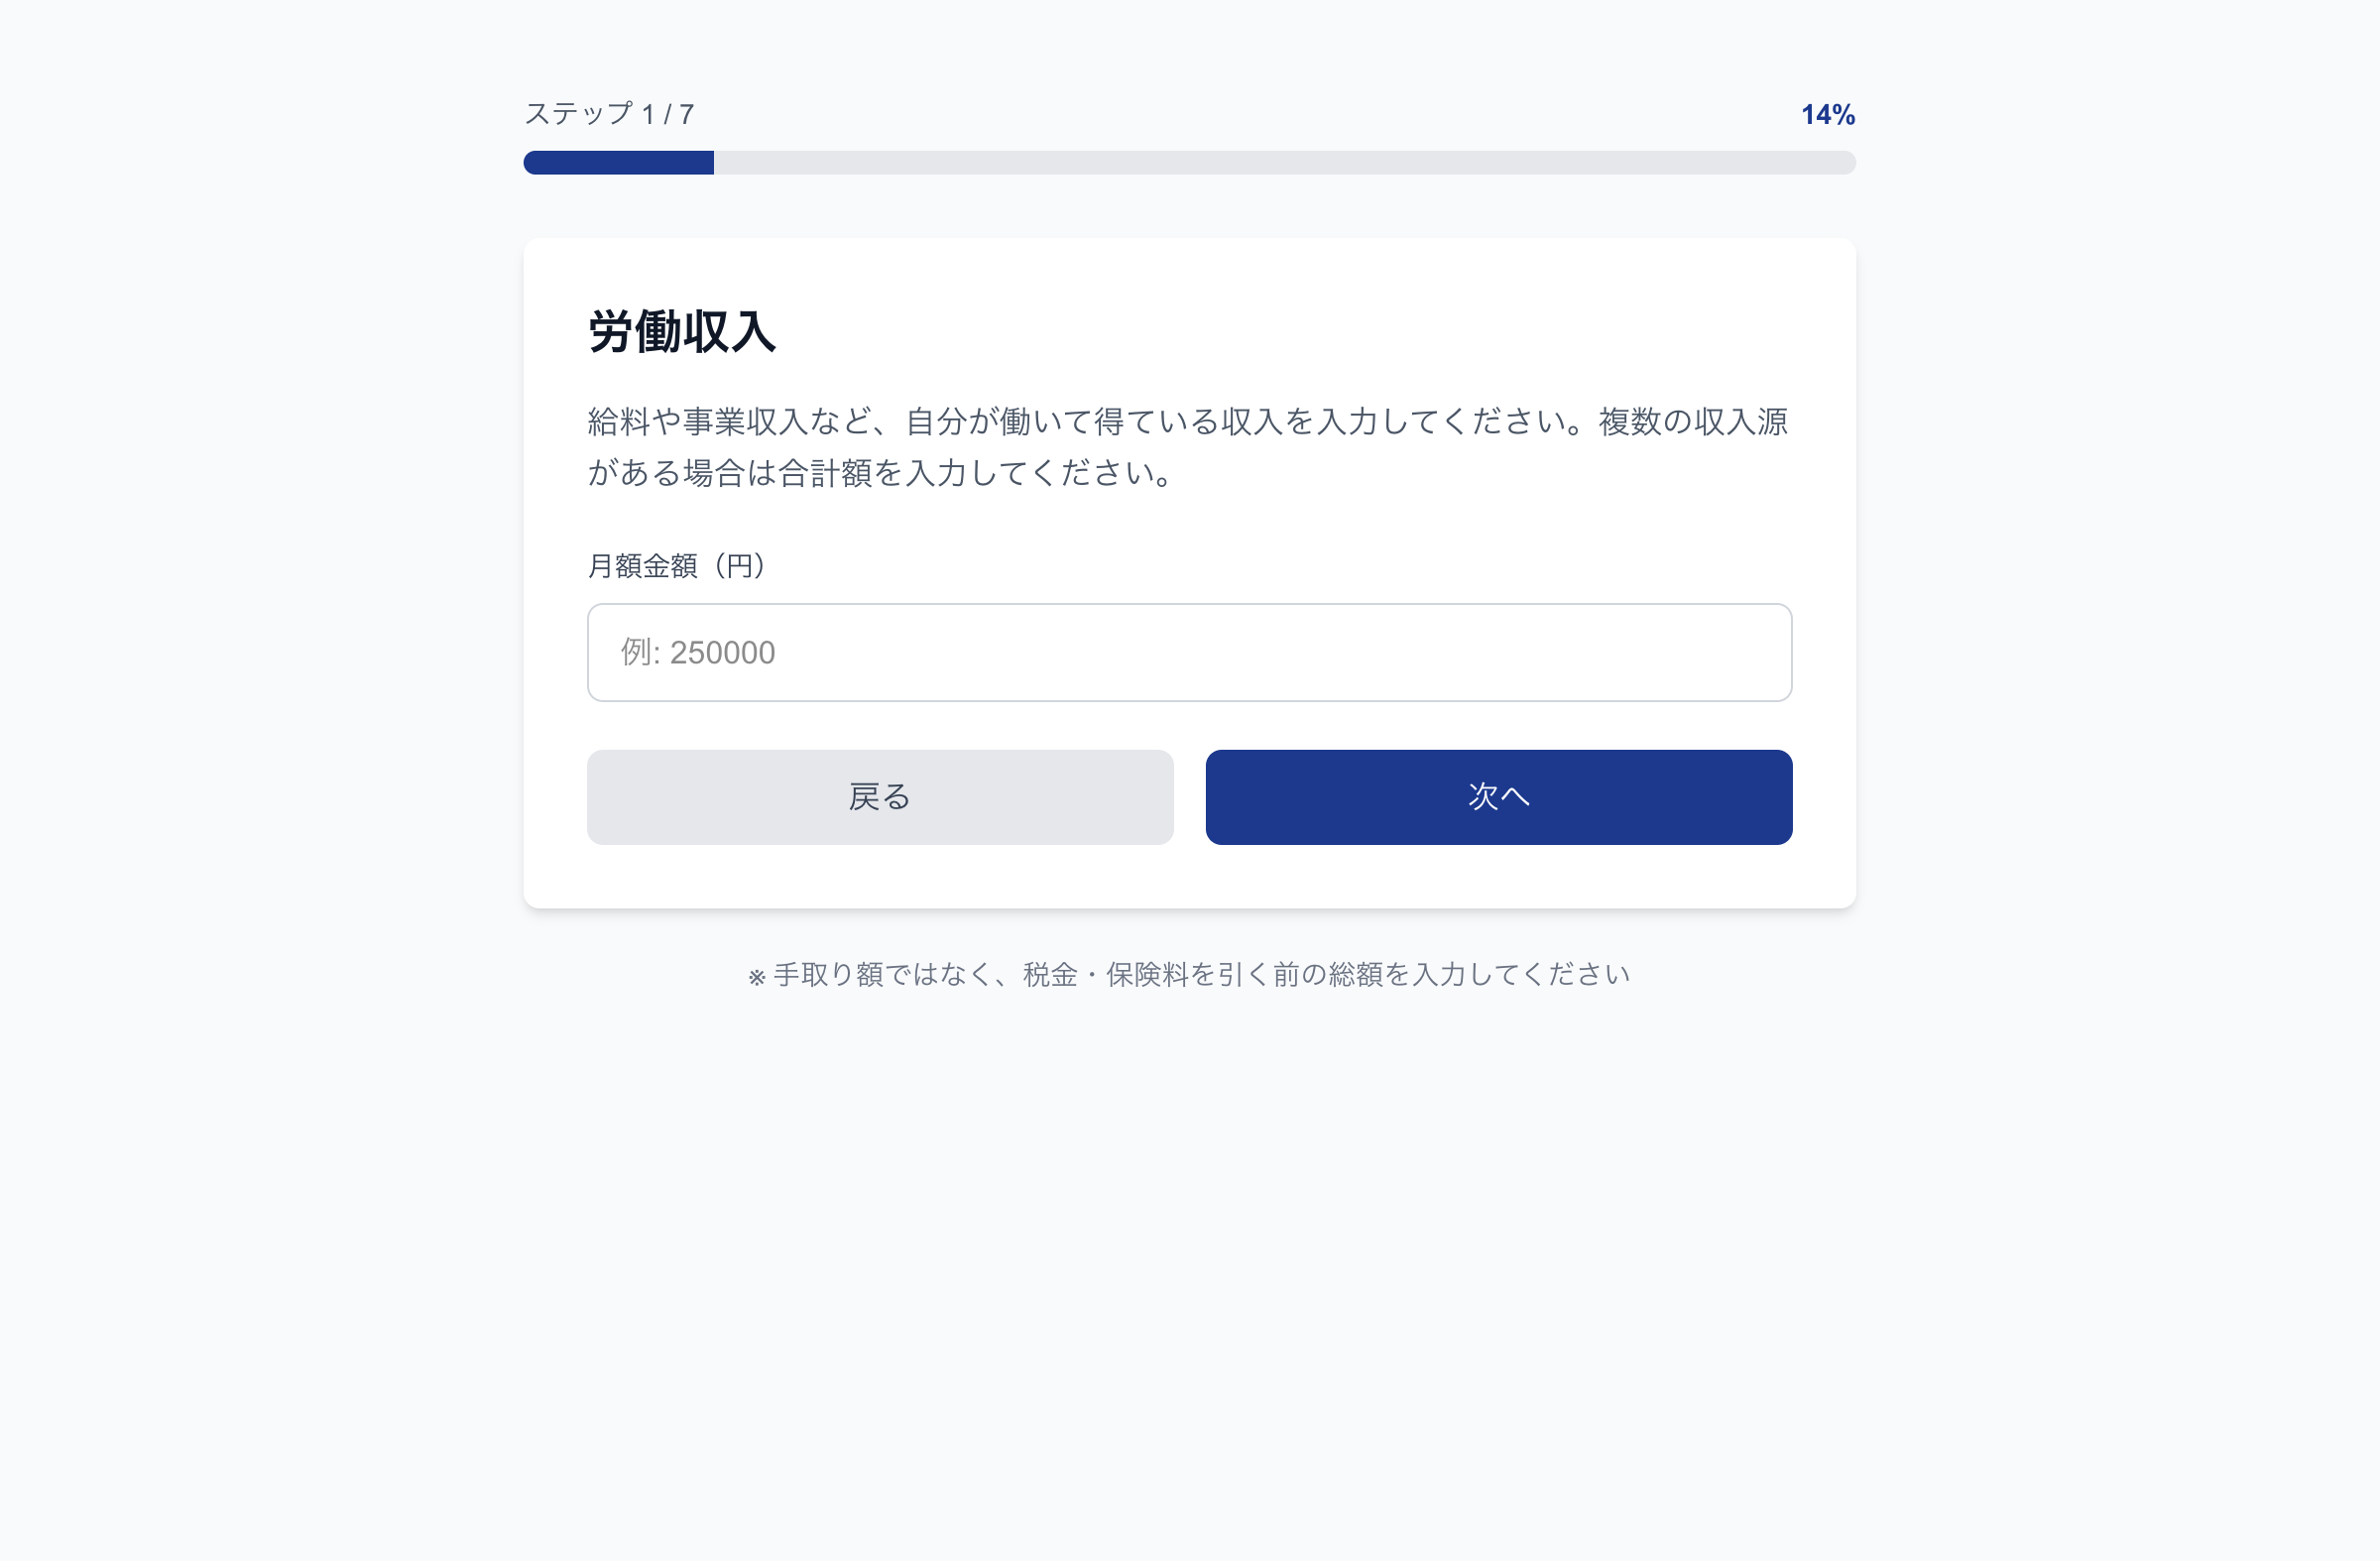 ステップ 1 / 7
14%
労働収入
給料や事業収入など、自分が働いて得ている収入を入力してください。複数の収入源
がある場合は合計額を入力してください。
月額金額（円）
例: 250000
戻る
次へ
※ 手取り額ではなく、税金・保険料を引く前の総額を入力してください